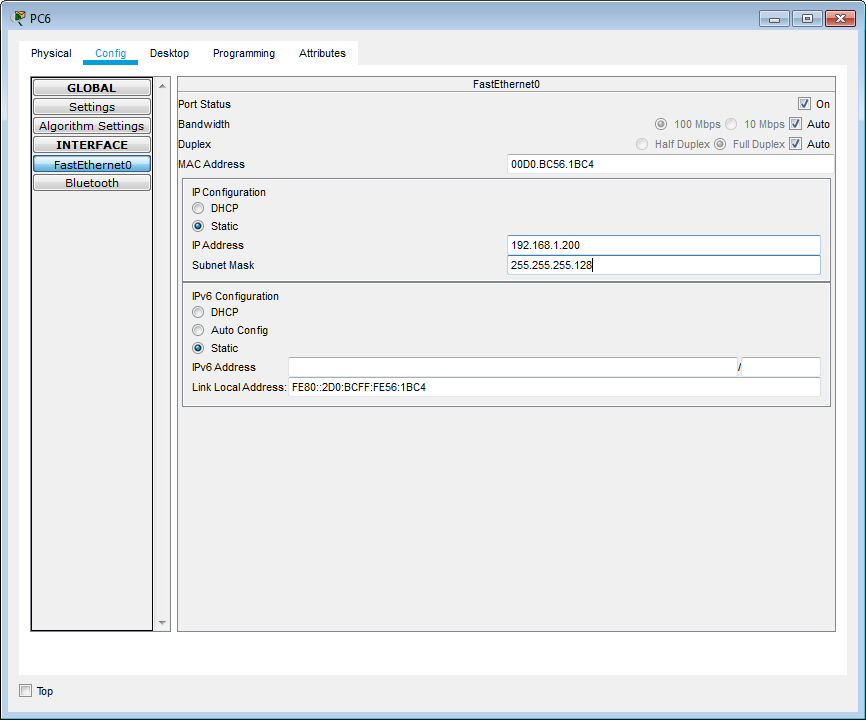 PC6
Physical Config Desktop Programming Attributes
GLOBAL
Settings
Algorithm Settings
INTERFACE
FastEthernet0
Bluetooth
FastEthernet0
Port Status On
Bandwidth 100 Mbps 10 Mbps Auto
Duplex Half Duplex Full Duplex Auto
MAC Address 00D0.BC56.1BC4
IP Configuration
DHCP
Static
IP Address 192.168.1.200
Subnet Mask 255.255.255.128
IPv6 Configuration
DHCP
Auto Config
Static
IPv6 Address /
Link Local Address: FE80::2D0:BCFF:FE56:1BC4
Top